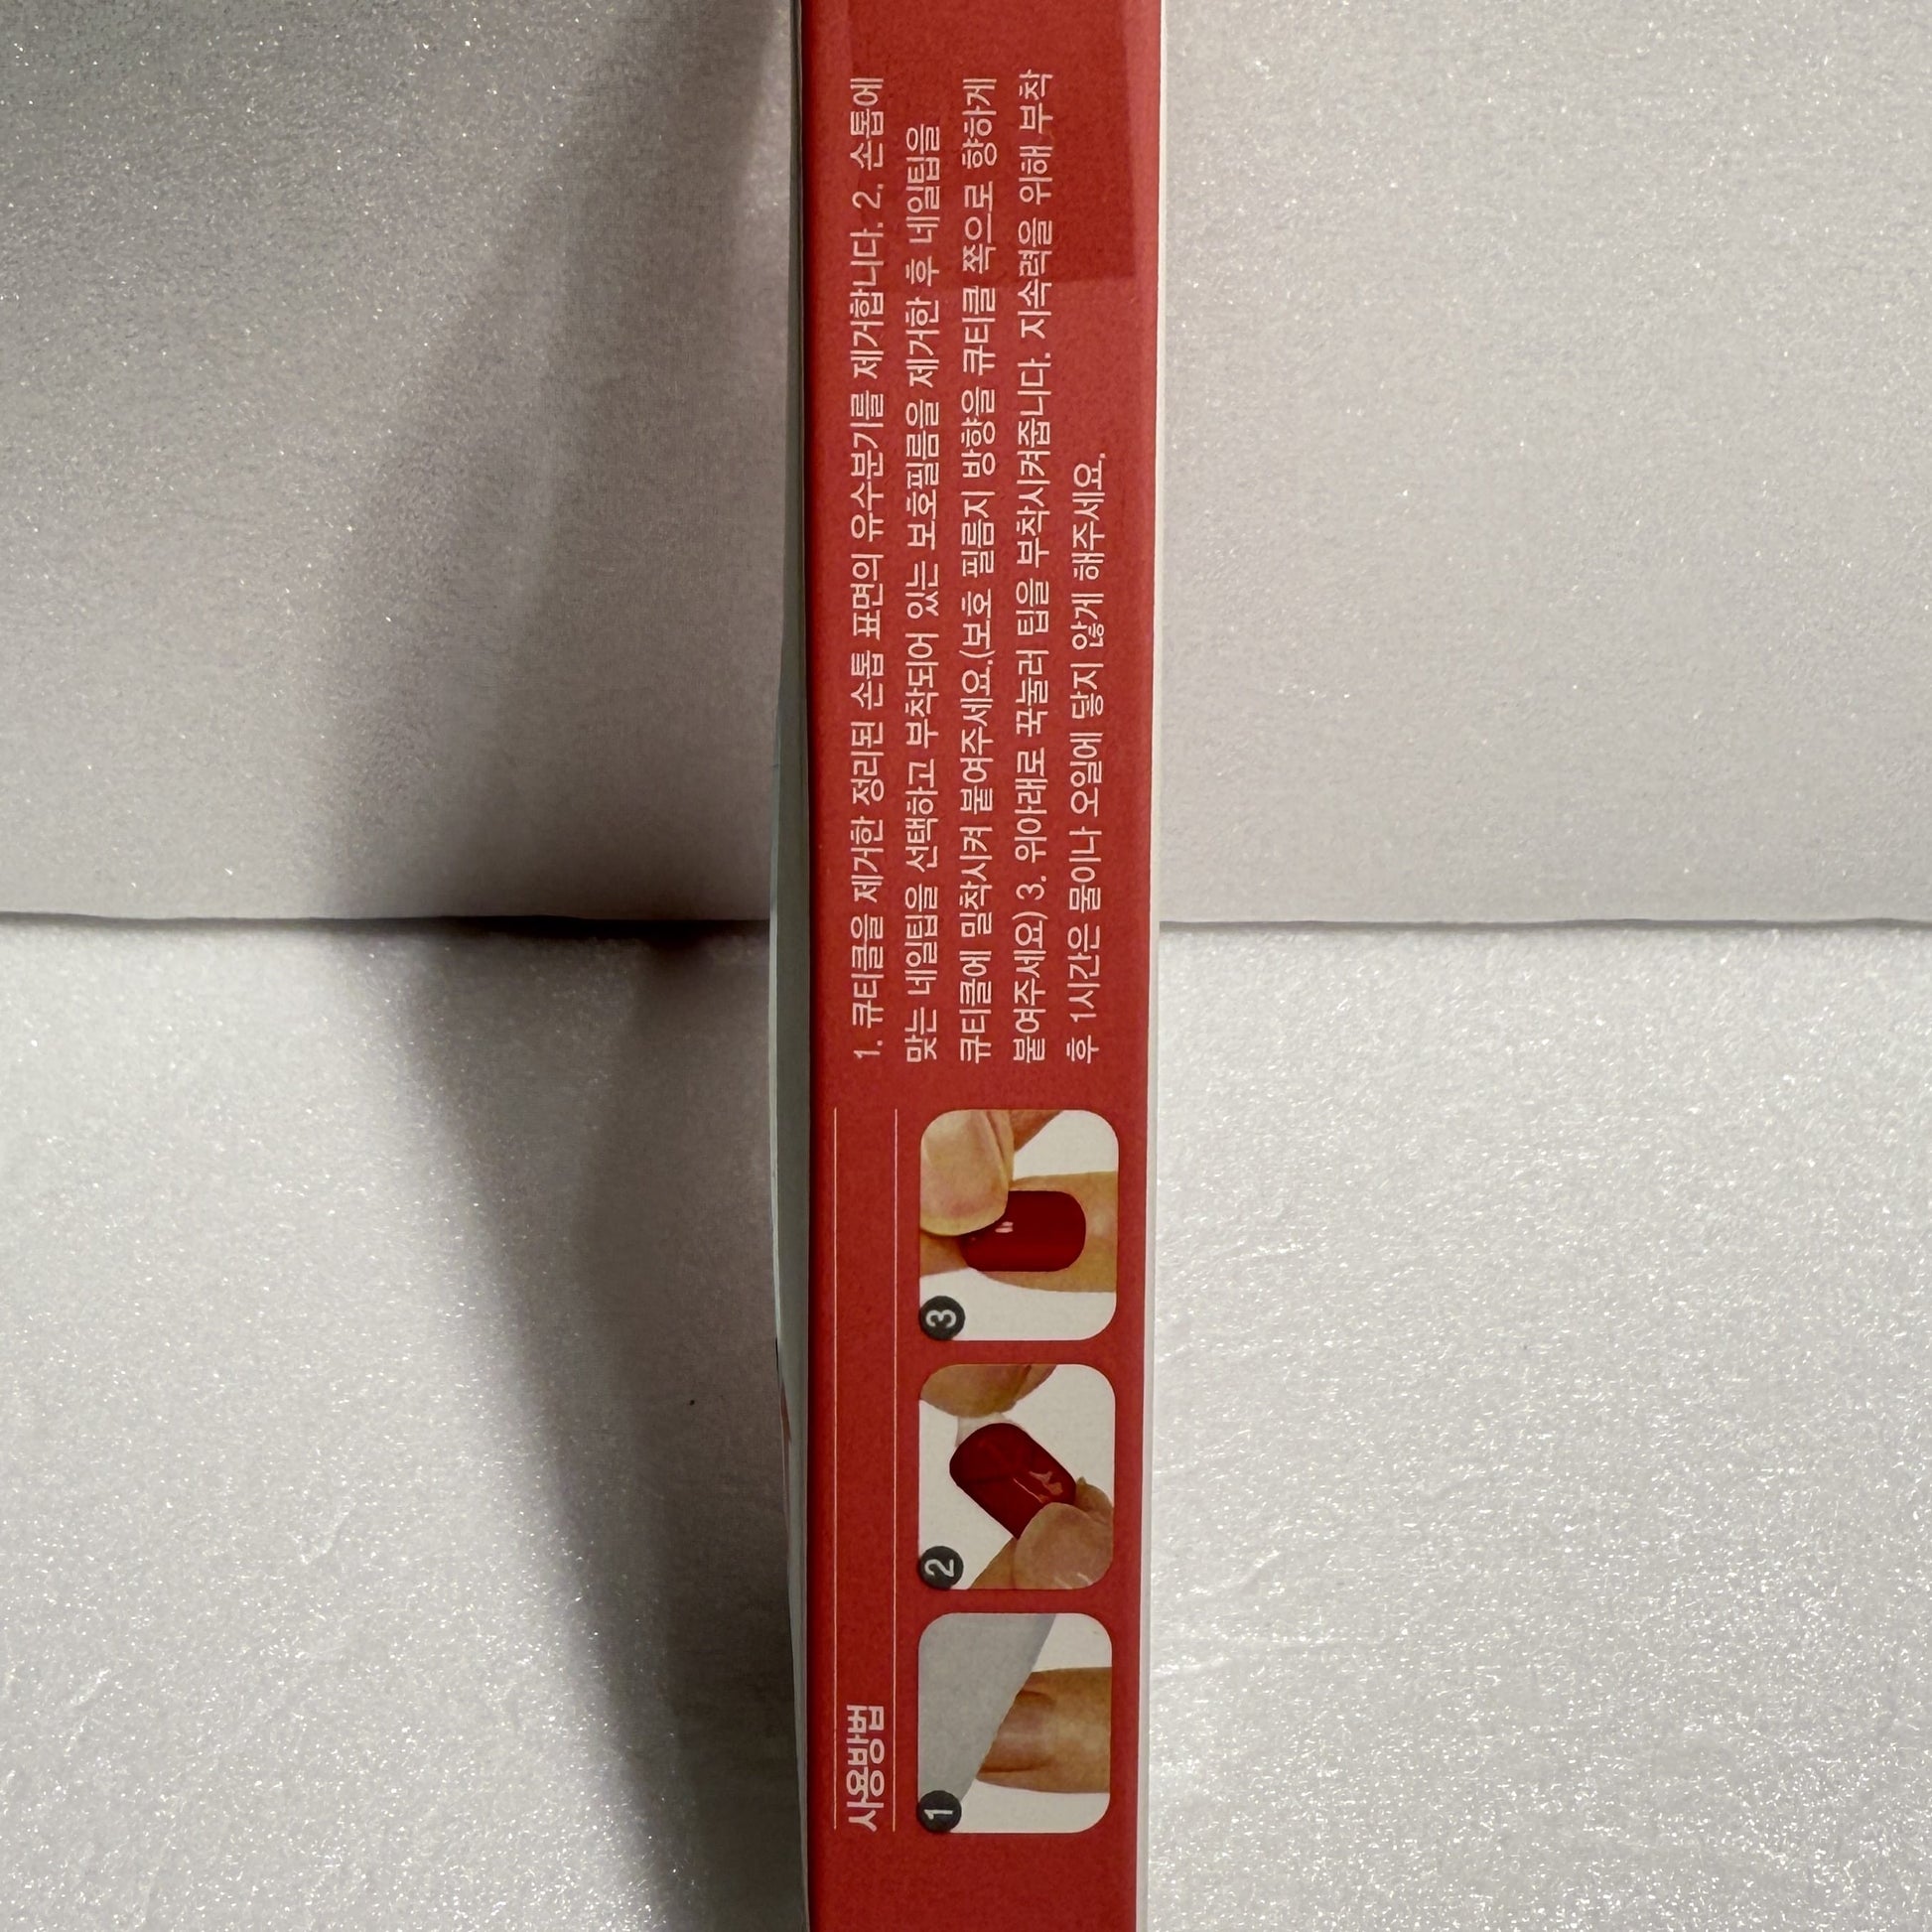 사용방법
1
2
3
1. 큐티클을 제거한 정리된 손톱 표면의 유수분기를 제거합니다. 2. 손톱에
맞는 네일팁을 선택하고 부착되어 있는 보호필름을 제거한 후 네일팁을
큐티클에 밀착시켜 붙여주세요.(보호 필름지 방향을 큐티클 쪽으로 향하게
붙여주세요) 3. 위아래로 꾹눌러 팁을 부착시켜줍니다. 지속력을 위해 부착
후 1시간은 물이나 오일에 닿지 않게 해주세요.